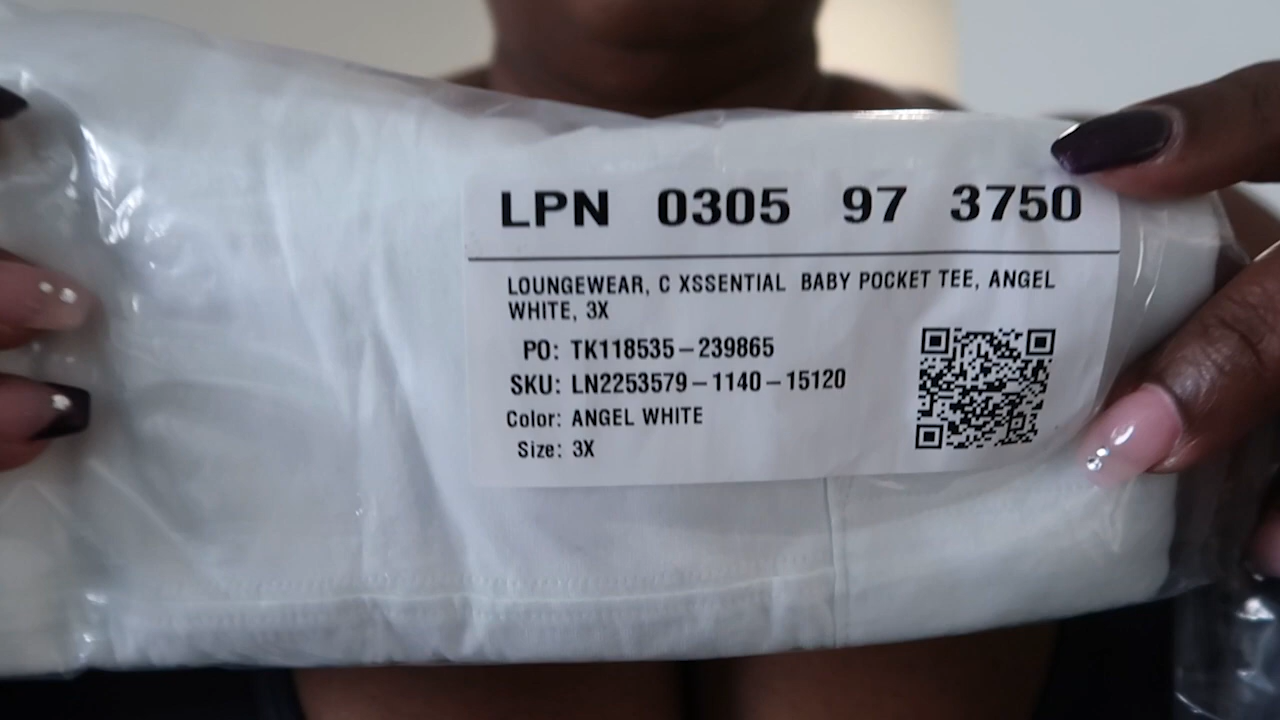 LPN 0305 97 3750
LOUNGEWEAR, C XSSENTIAL BABY POCKET TEE, ANGEL
WHITE, 3X
PO: TK118535-239865
SKU: LN2253579-1140-15120
Color: ANGEL WHITE
Size: 3X